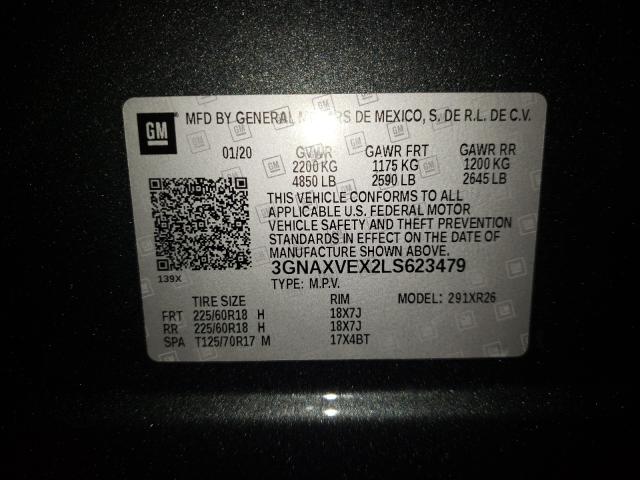 GM
MFD BY GENERAL MOTORS DE MEXICO, S. DE R.L. DE C.V.
01/20 GVWR GAWR FRT GAWR RR
2200 KG 1175 KG 1200 KG
4850 LB 2590 LB 2645 LB
THIS VEHICLE CONFORMS TO ALL
APPLICABLE U.S. FEDERAL MOTOR
VEHICLE SAFETY AND THEFT PREVENTION
STANDARDS IN EFFECT ON THE DATE OF
MANUFACTURE SHOWN ABOVE.
139X 3GNAXVEX2LS623479
TYPE: M.P.V.
TIRE SIZE RIM MODEL: 291XR26
FRT 225/60R18 H 18X7J
RR 225/60R18 H 18X7J
SPA T125/70R17 M 17X4BT